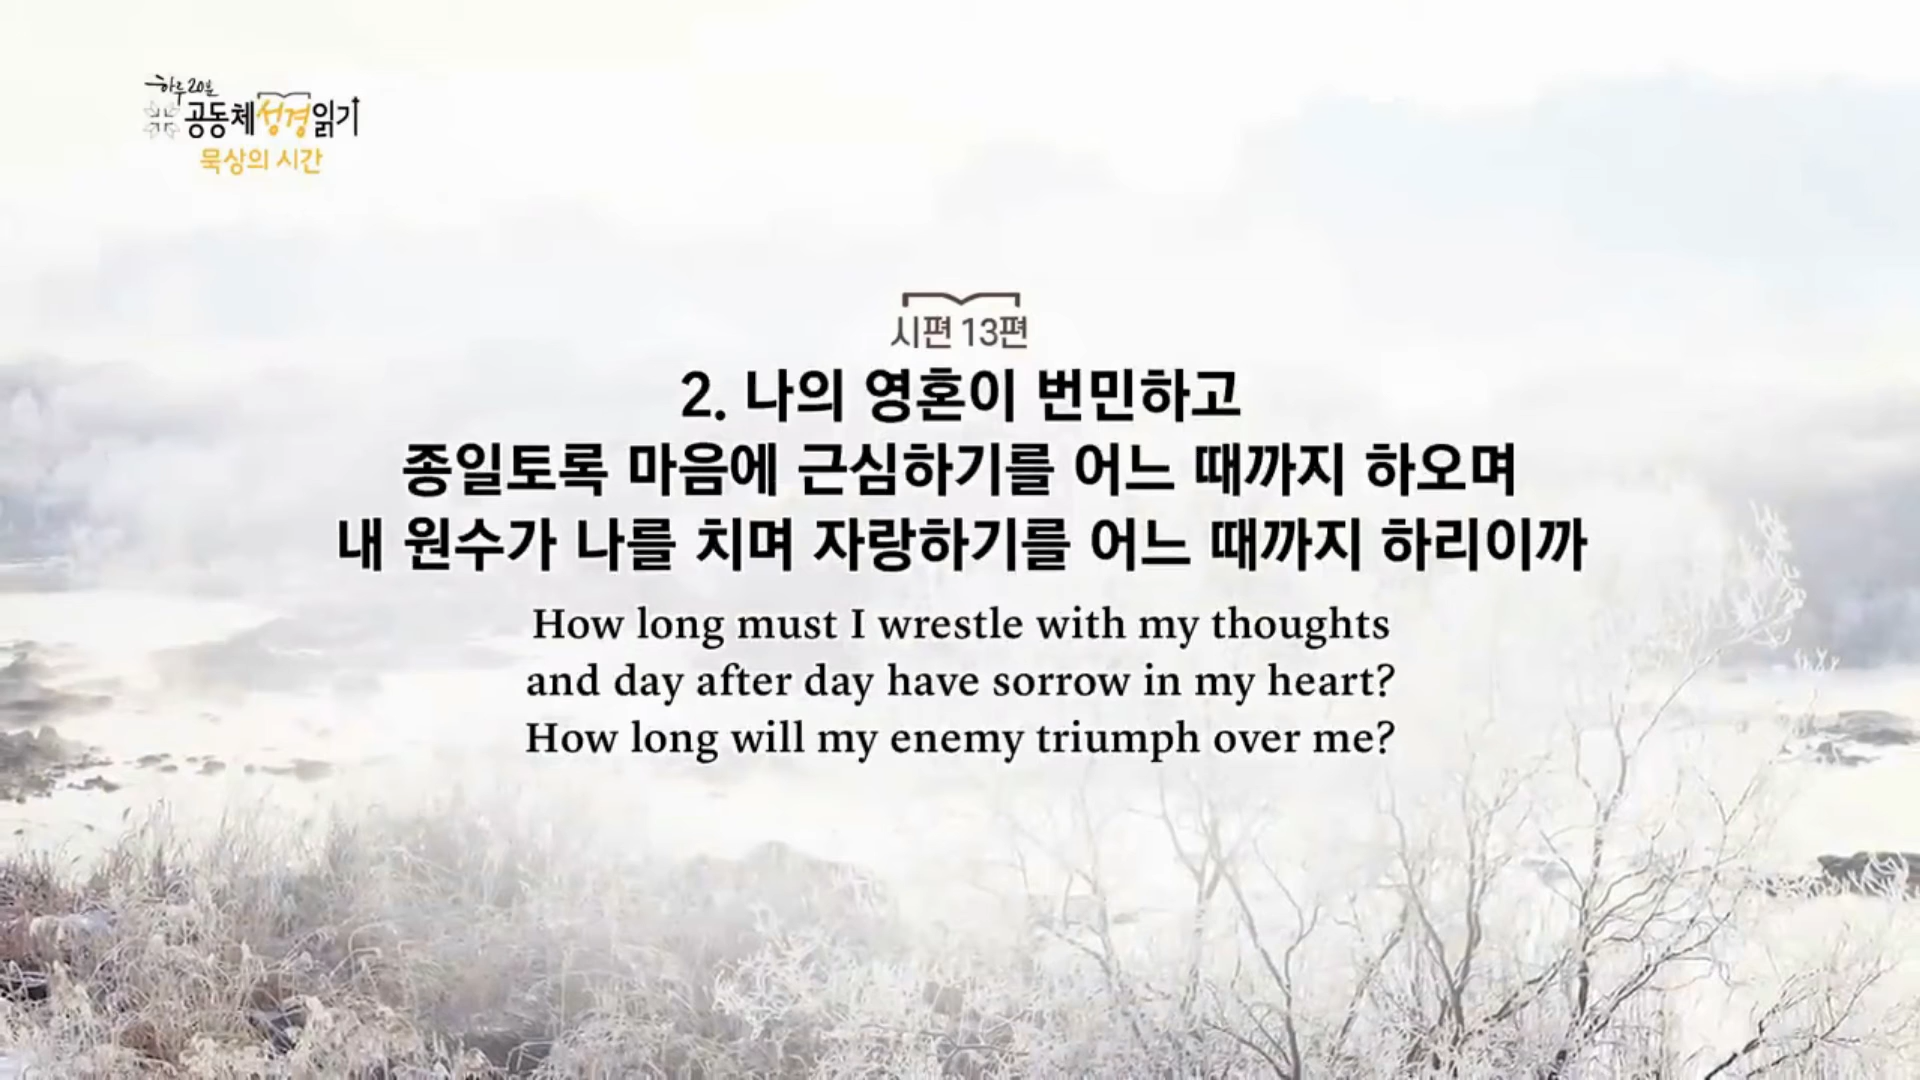 하루 20분
공동체성경읽기
묵상의 시간
시편 13편
2. 나의 영혼이 번민하고
종일토록 마음에 근심하기를 어느 때까지 하오며
내 원수가 나를 치며 자랑하기를 어느 때까지 하리이까
How long must I wrestle with my thoughts
and day after day have sorrow in my heart?
How long will my enemy triumph over me?